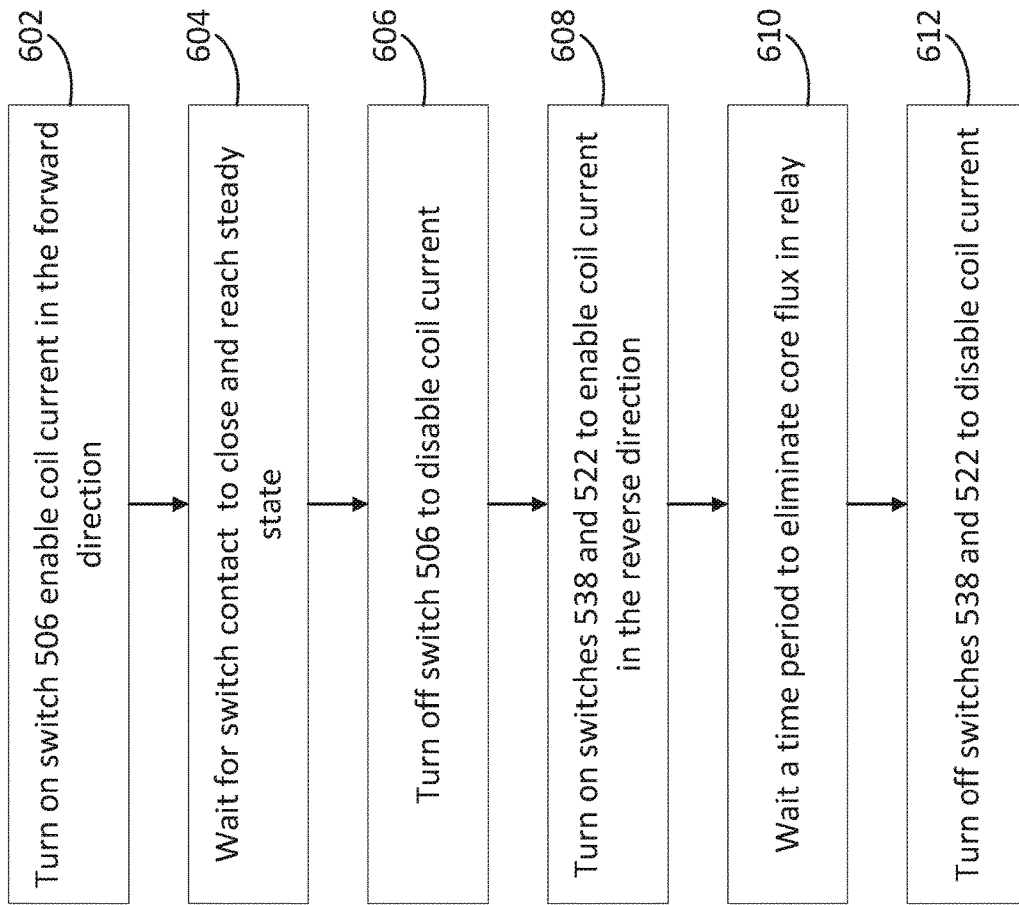 Turn on switch 506 enable coil current in the forward
direction
602
Wait for switch contact to close and reach steady
state
604
Turn off switch 506 to disable coil current
606
Turn on switches 538 and 522 to enable coil current
in the reverse direction
608
Wait a time period to eliminate core flux in relay
610
Turn off switches 538 and 522 to disable coil current
612